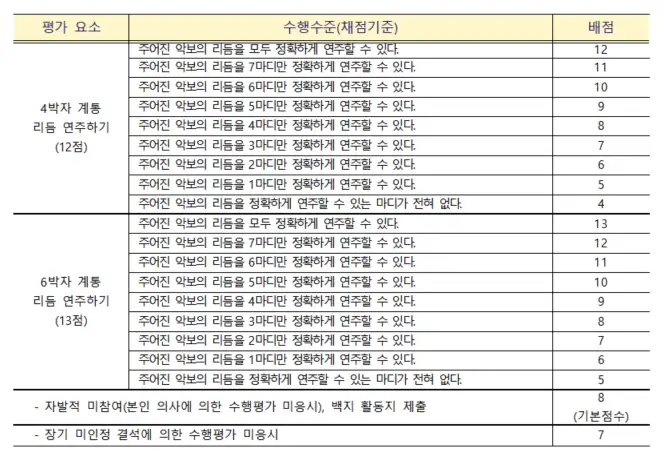 평가 요소 수행수준(채점기준) 배점
주어진 악보의 리듬을 모두 정확하게 연주할 수 있다. 12
주어진 악보의 리듬을 7마디만 정확하게 연주할 수 있다. 11
주어진 악보의 리듬을 6마디만 정확하게 연주할 수 있다. 10
4박자 계통
주어진 악보의 리듬을 5마디만 정확하게 연주할 수 있다. 9
리듬 연주하기
주어진 악보의 리듬을 4마디만 정확하게 연주할 수 있다. 8
(12점)
주어진 악보의 리듬을 3마디만 정확하게 연주할 수 있다. 7
주어진 악보의 리듬을 2마디만 정확하게 연주할 수 있다. 6
주어진 악보의 리듬을 1마디만 정확하게 연주할 수 있다. 5
주어진 악보의 리듬을 정확하게 연주할 수 있는 마디가 전혀 없다. 4
주어진 악보의 리듬을 모두 정확하게 연주할 수 있다. 13
주어진 악보의 리듬을 7마디만 정확하게 연주할 수 있다. 12
주어진 악보의 리듬을 6마디만 정확하게 연주할 수 있다. 11
6박자 계통
주어진 악보의 리듬을 5마디만 정확하게 연주할 수 있다. 10
리듬 연주하기
주어진 악보의 리듬을 4마디만 정확하게 연주할 수 있다. 9
(13점)
주어진 악보의 리듬을 3마디만 정확하게 연주할 수 있다. 8
주어진 악보의 리듬을 2마디만 정확하게 연주할 수 있다. 7
주어진 악보의 리듬을 1마디만 정확하게 연주할 수 있다. 6
주어진 악보의 리듬을 정확하게 연주할 수 있는 마디가 전혀 없다. 5
- 자발적 미참여(본인 의사에 의한 수행평가 미응시), 백지 활동지 제출 8
(기본점수)
- 장기 미인정 결석에 의한 수행평가 미응시 7